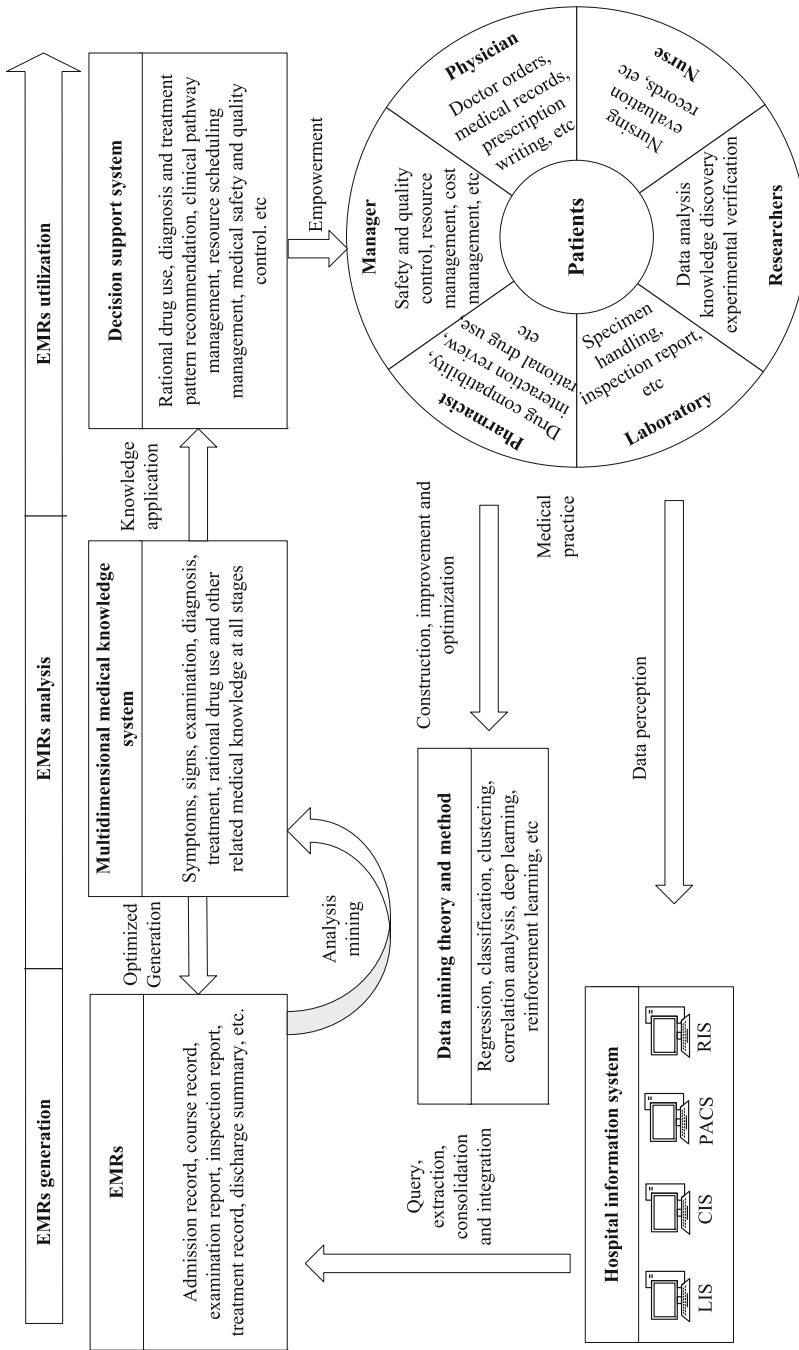 EMRs generation
EMRs analysis
EMRs utilization
EMRs
Admission record, course record,
examination report, inspection report,
treatment record, discharge summary, etc.
Optimized
Generation
Multidimensional medical knowledge
system
Symptoms, signs, examination, diagnosis,
treatment, rational drug use and other
related medical knowledge at all stages
Knowledge
application
Decision support system
Rational drug use, diagnosis and treatment
pattern recommendation, clinical pathway
management, resource scheduling
management, medical safety and quality
control. etc
Analysis
mining
Empowerment
Query,
extraction,
consolidation
and integration
Data mining theory and method
Regression, classification, clustering,
correlation analysis, deep learning,
reinforcement learning, etc
Construction, improvement and
optimization
Medical
practice
Manager
Safety and quality
control, resource
management, cost
management, etc
Physician
Doctor orders,
medical records,
prescription
writing, etc
Nurse
Nursing
evaluation
records, etc
Researchers
Data analysis
knowledge discovery
experimental verification
Laboratory
Specimen
handling,
inspection report,
etc
Pharmacist
Drug compatibility,
interaction review,
rational drug use,
etc
Patients
Data perception
Hospital information system
LIS
CIS
PACS
RIS